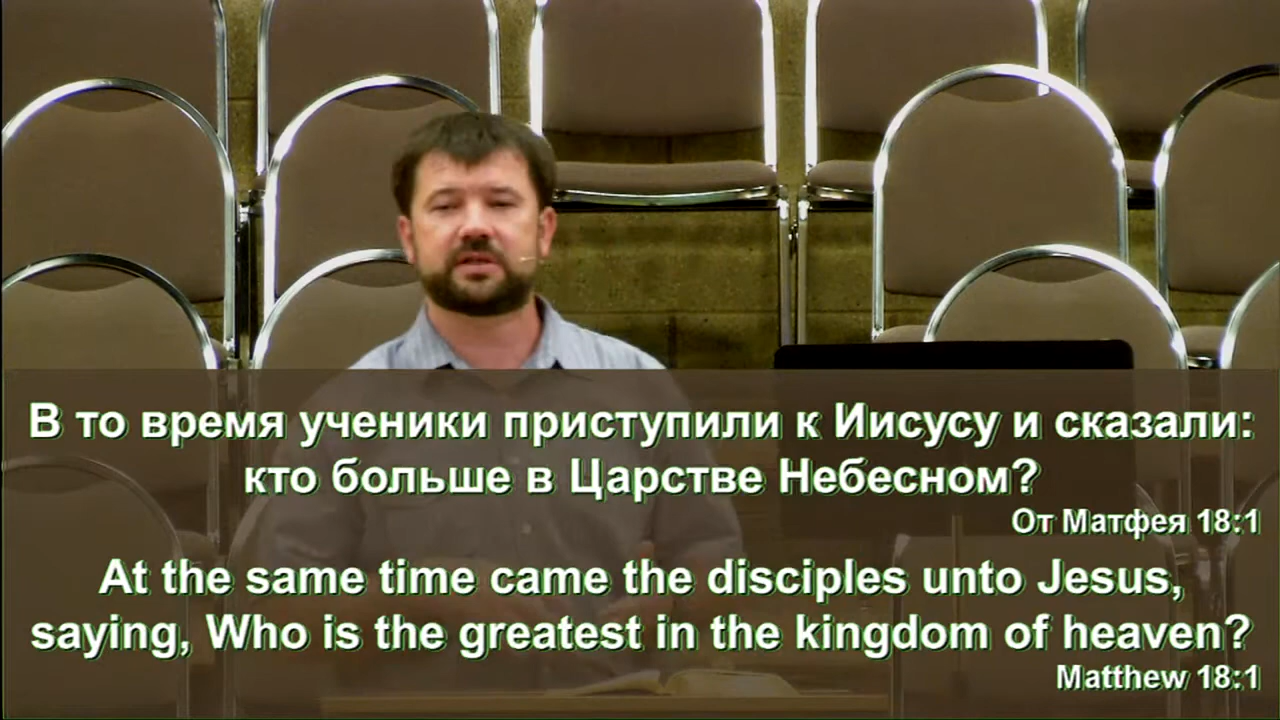 В то время ученики приступили к Иисусу и сказали:
кто больше в Царстве Небесном?
От Матфея 18:1
At the same time came the disciples unto Jesus,
saying, Who is the greatest in the kingdom of heaven?
Matthew 18:1